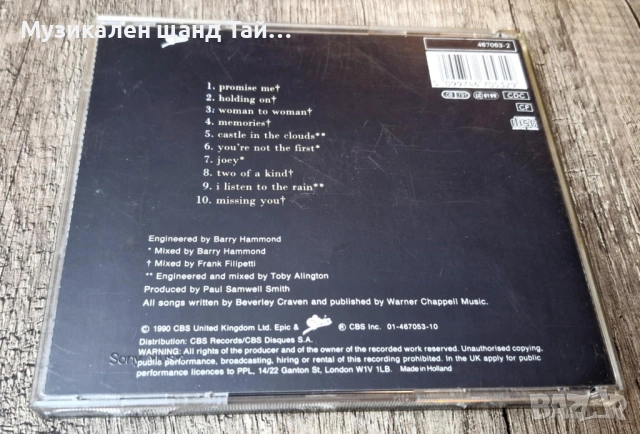 Музикален щанд Тай...
467053-2
1. promise me†
2. holding on†
3. woman to woman†
4. memories†
5. castle in the clouds**
6. you're not the first*
7. joey*
8. two of a kind†
9. i listen to the rain**
10. missing you†
CDC
CF
Engineered by Barry Hammond
* Mixed by Barry Hammond
† Mixed by Frank Filipetti
** Engineered and mixed by Toby Alington
Produced by Paul Samwell Smith
All songs written by Beverley Craven and published by Warner Chappell Music.
© 1990 CBS United Kingdom Ltd. Epic & ℗ CBS Inc. 01-467053-10
Distribution: CBS Records/CBS Disques S.A.
WARNING: All rights of the producer and of the owner of the recorded work reserved. Unauthorised copying,
public performance, broadcasting, hiring or rental of this recording prohibited. In the UK apply for public
performance licences to PPL, 14/22 Ganton St, London W1V 1LB. Made in Holland